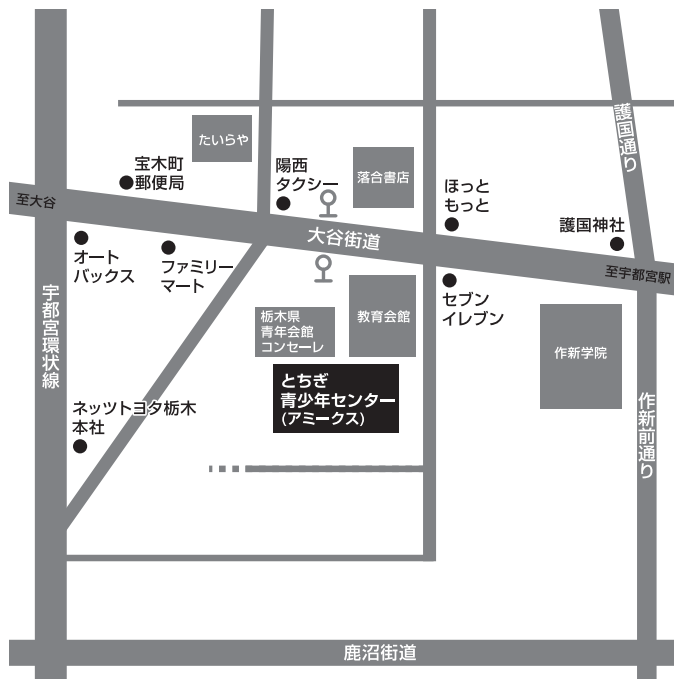 護国通り
たいらや
宝木町
郵便局
陽西
タクシー
落合書店
ほっと
もっと
至大谷
護国神社
大谷街道
オート
バックス
ファミリー
マート
至宇都宮駅
セブン
イレブン
宇都宮環状線
栃木県
青年会館
コンセーレ
教育会館
作新学院
とちぎ
青少年センター
(アミークス)
ネッツトヨタ栃木
本社
作新前通り
鹿沼街道